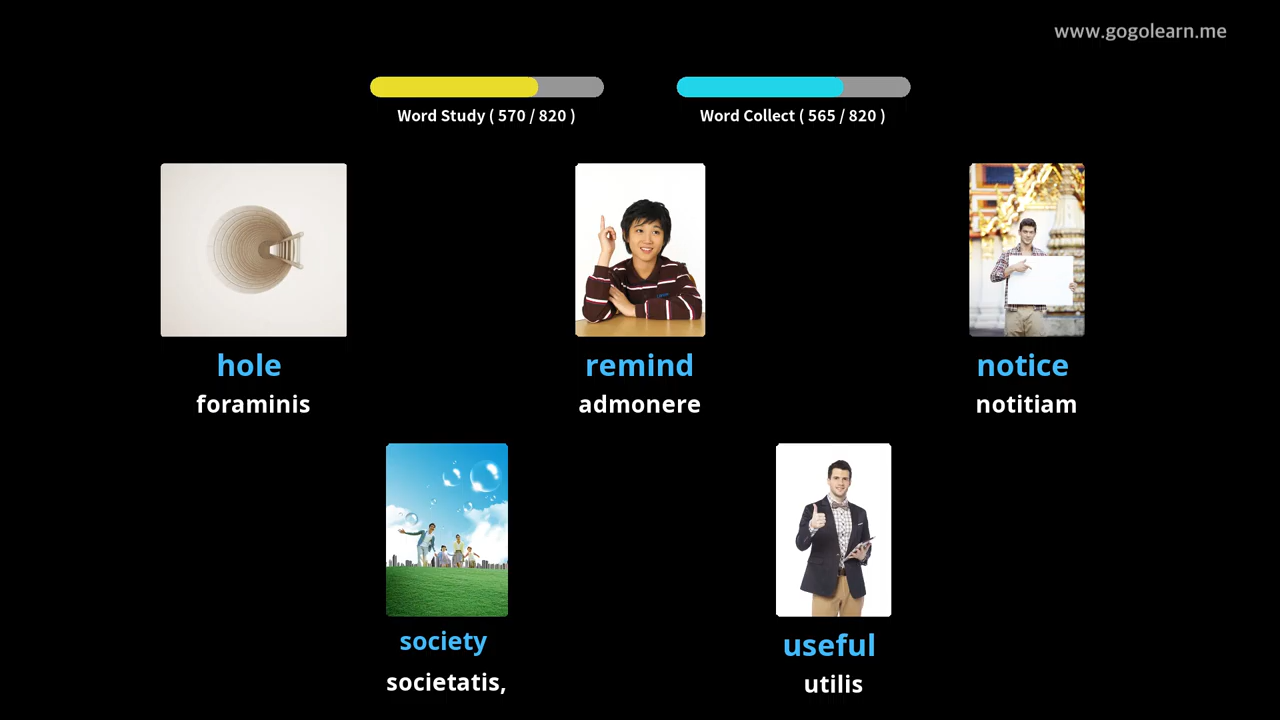 www.gogolearn.me
Word Study ( 570 / 820 )
Word Collect ( 565 / 820 )
hole
foraminis
remind
admonere
notice
notitiam
society
societatis,
useful
utilis